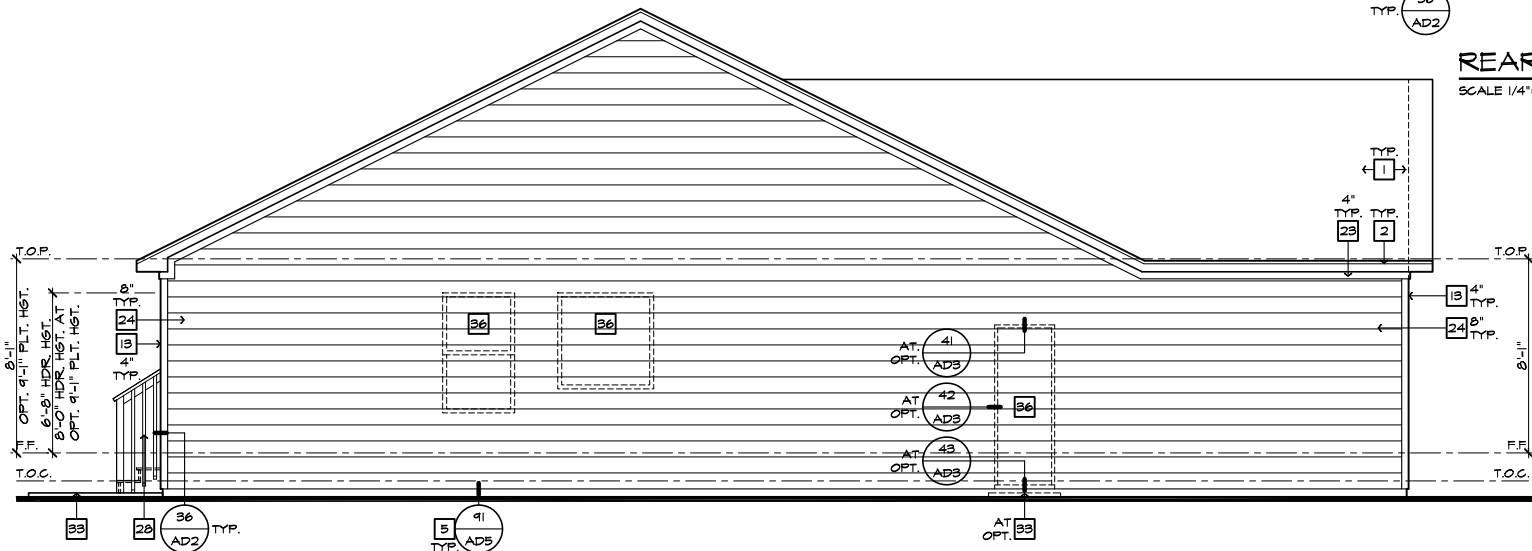 36
TYP.
AD2
REAR
SCALE 1/4"=
TYP.
1
4"
TYP.
TYP.
23
2
T.O.P.
T.O.P.
8'-1"
OPT. 9'-1" PLT. HGT.
6'-8" HDR. HGT.
8'-0" HDR. HGT. AT
OPT. 9'-1" PLT. HGT.
8"
TYP.
24
13
4"
TYP.
36
36
13
4"
TYP.
24
8"
TYP.
8'-1"
AT
OPT.
41
AD3
AT
OPT.
42
AD3
36
AT
OPT.
43
AD3
F.F.
F.F.
T.O.C.
T.O.C.
33
28
36
AD2
TYP.
5
TYP.
91
AD5
AT
OPT.
33